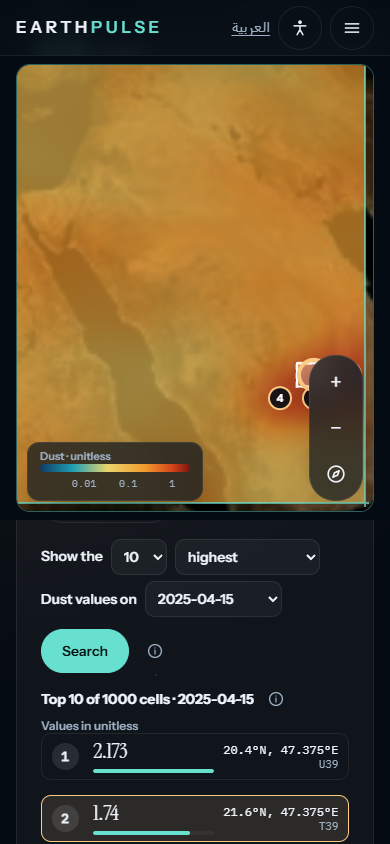 EARTHPULSE
العربية
4
+
−
Dust · unitless
0.01 0.1 1
Show the 10 highest
Dust values on 2025-04-15
Search
Top 10 of 1000 cells · 2025-04-15
Values in unitless
1 2.173 20.4°N, 47.375°E
U39
2 1.74 21.6°N, 47.375°E
T39